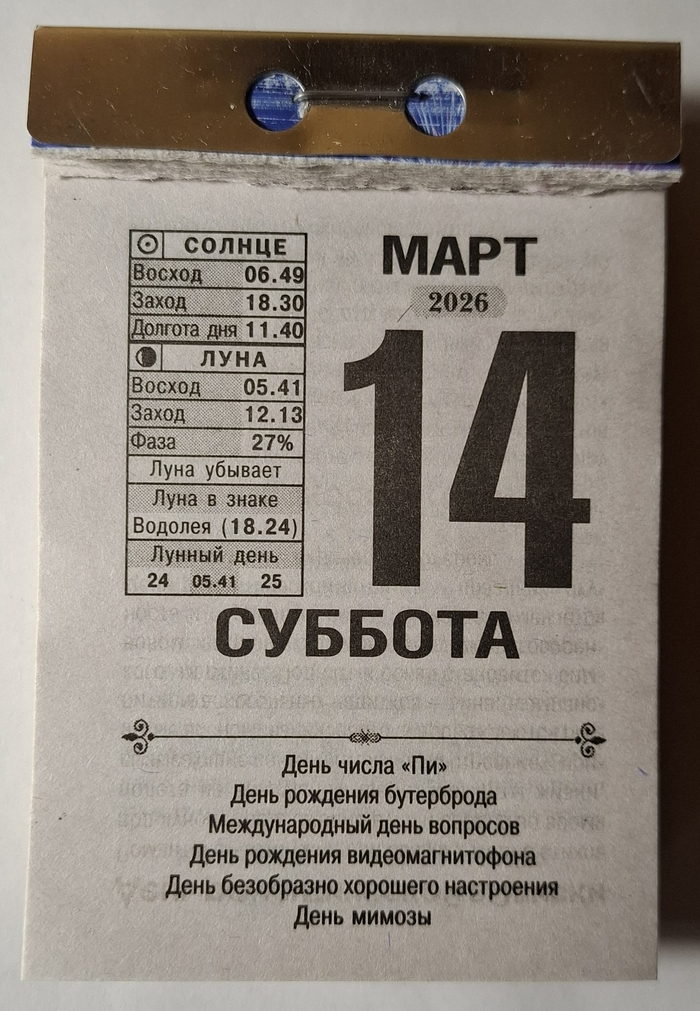 СОЛНЦЕ
Восход 06.49
Заход 18.30
Долгота дня 11.40
ЛУНА
Восход 05.41
Заход 12.13
Фаза 27%
Луна убывает
Луна в знаке
Водолея (18.24)
Лунный день
24 05.41 25
МАРТ
2026
14
СУББОТА
День числа «Пи»
День рождения бутерброда
Международный день вопросов
День рождения видеомагнитофона
День безобразно хорошего настроения
День мимозы